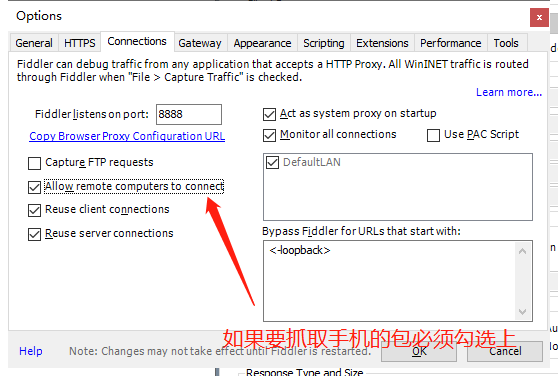 Options
General HTTPS Connections Gateway Appearance Scripting Extensions Performance Tools
Fiddler can debug traffic from any application that accepts a HTTP Proxy. All WinINET traffic is routed
through Fiddler when "File > Capture Traffic" is checked.
Learn more...
Fiddler listens on port: 8888
Copy Browser Proxy Configuration URL
Capture FTP requests
Allow remote computers to connect
Reuse client connections
Reuse server connections
Act as system proxy on startup
Monitor all connections Use PAC Script
DefaultLAN
Bypass Fiddler for URLs that start with:
<-loopback>
如果要抓取手机的包必须勾选上
Help Note: Changes may not take effect until Fiddler is restarted. OK Cancel
Response Type and Size